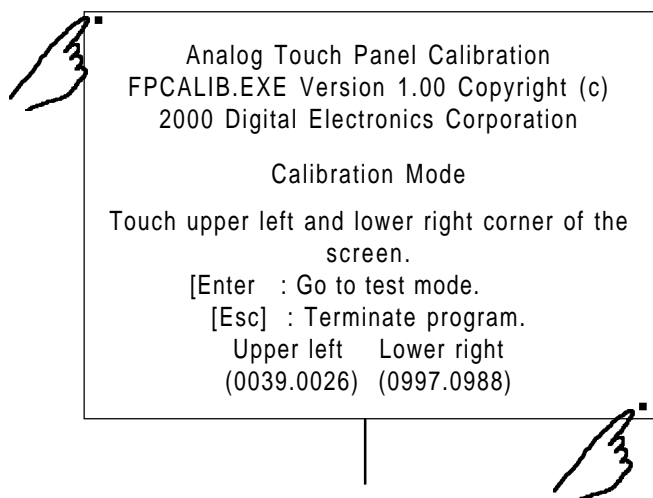 Analog Touch Panel Calibration
FPCALIB.EXE Version 1.00 Copyright (c)
2000 Digital Electronics Corporation
Calibration Mode
Touch upper left and lower right corner of the
screen.
[Enter : Go to test mode.
[Esc] : Terminate program.
Upper left Lower right
(0039.0026) (0997.0988)